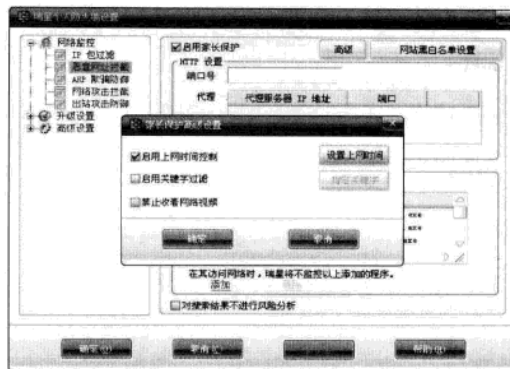 瑞星个人防火墙设置
网络监控
IP 包过滤
恶意网址拦截
ARP 欺骗防御
网络攻击拦截
出站攻击防御
升级设置
高级设置
启用家长保护
高级
网站黑白名单设置
HTTP 设置
端口号
代理
代理服务器 IP 地址
端口
家长保护高级设置
启用上网时间控制
设置上网时间
启用关键字过滤
设定关键字
禁止收看网络视频
确定
取消
exe
exe
exe
在其访问网络时,瑞星将不监控以上添加的程序。
添加
对搜索结果不进行风险分析
确定(O)
取消(C)
帮助(H)